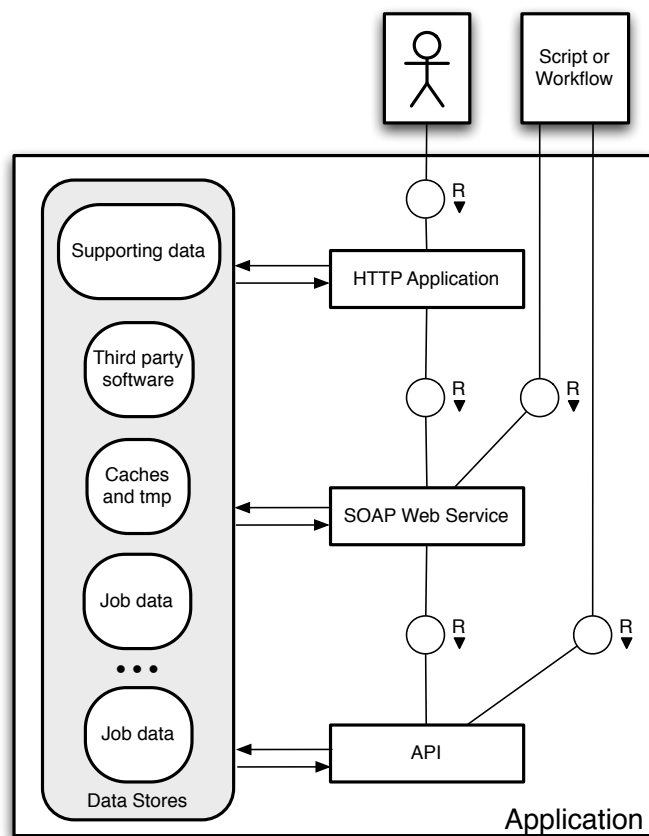 Script or
Workflow
R
▼
Supporting data
HTTP Application
Third party
software
R
▼
R
▼
Caches
and tmp
SOAP Web Service
Job data
R
▼
R
▼
•••
Job data
API
Data Stores
Application